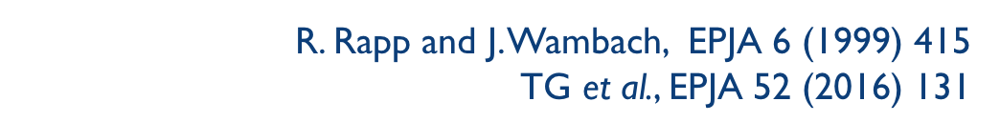 R. Rapp and J. Wambach, EPJA 6 (1999) 415
TG et al., EPJA 52 (2016) 131